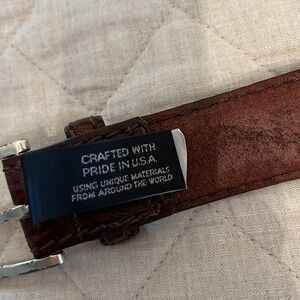 CRAFTED WITH
PRIDE IN U.S.A.
USING UNIQUE MATERIALS
FROM AROUND THE WORLD